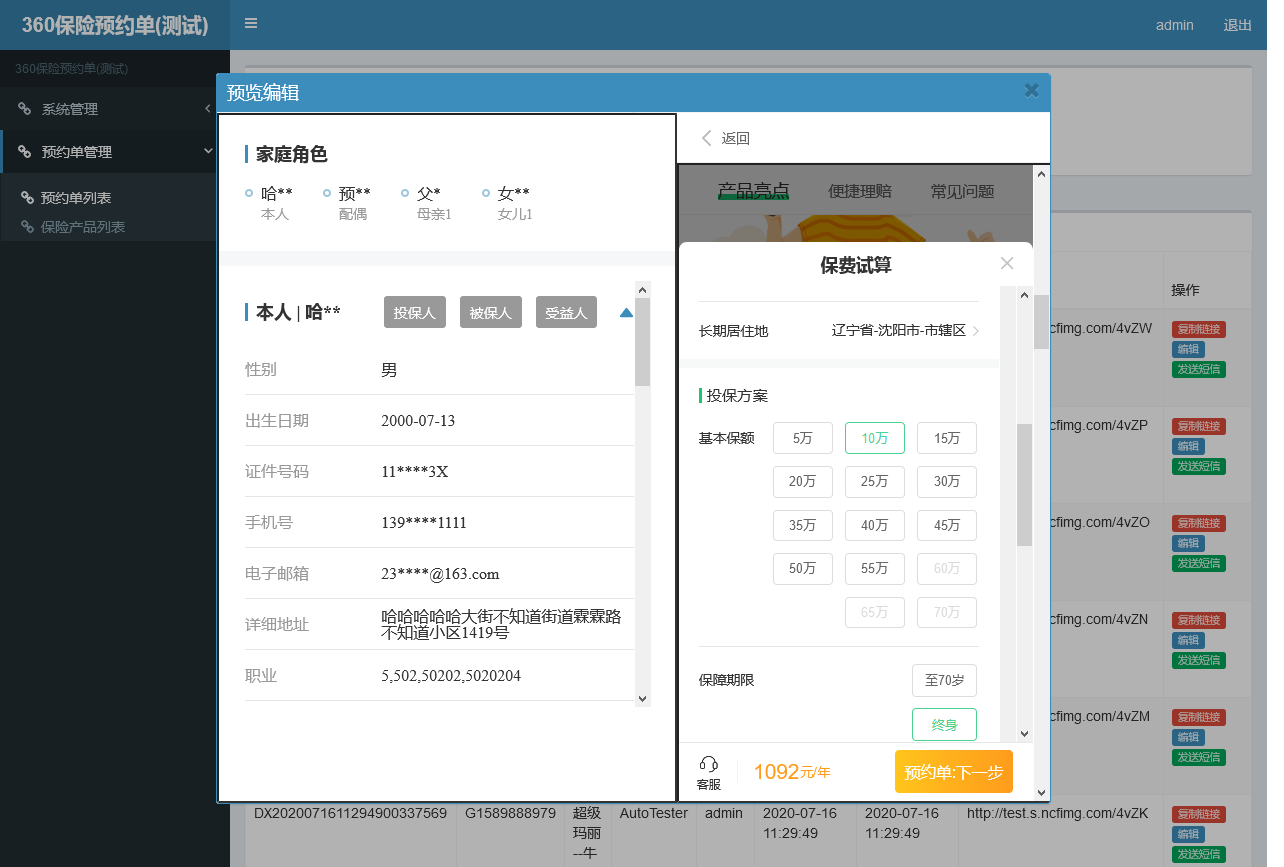 360保险预约单(测试)
admin 退出
360保险预约单(测试)
系统管理
预约单管理
预约单列表
保险产品列表
预览编辑
家庭角色
哈** 预** 父* 女**
本人 配偶 母亲1 女儿1
本人 | 哈** 投保人 被保人 受益人
性别 男
出生日期 2000-07-13
证件号码 11****3X
手机号 139****1111
电子邮箱 23****@163.com
详细地址 哈哈哈哈哈大街不知道街道霖霖路
不知道小区1419号
职业 5,502,50202,5020204
返回
产品亮点 便捷理赔 常见问题
保费试算
长期居住地 辽宁省-沈阳市-市辖区
投保方案
基本保额 5万 10万 15万
20万 25万 30万
35万 40万 45万
50万 55万 60万
65万 70万
保障期限 至70岁
终身
客服 1092元/年 预约单:下一步
操作
cfimg.com/4vZW 复制链接
编辑
发送短信
cfimg.com/4vZP 复制链接
编辑
发送短信
cfimg.com/4vZO 复制链接
编辑
发送短信
cfimg.com/4vZN 复制链接
编辑
发送短信
cfimg.com/4vZM 复制链接
编辑
发送短信
DX2020071611294900337569 G1589888979 超级 AutoTester admin 2020-07-16 2020-07-16 http://test.s.ncfimg.com/4vZK 复制链接
玛丽 11:29:49 11:29:49 编辑
--牛 发送短信